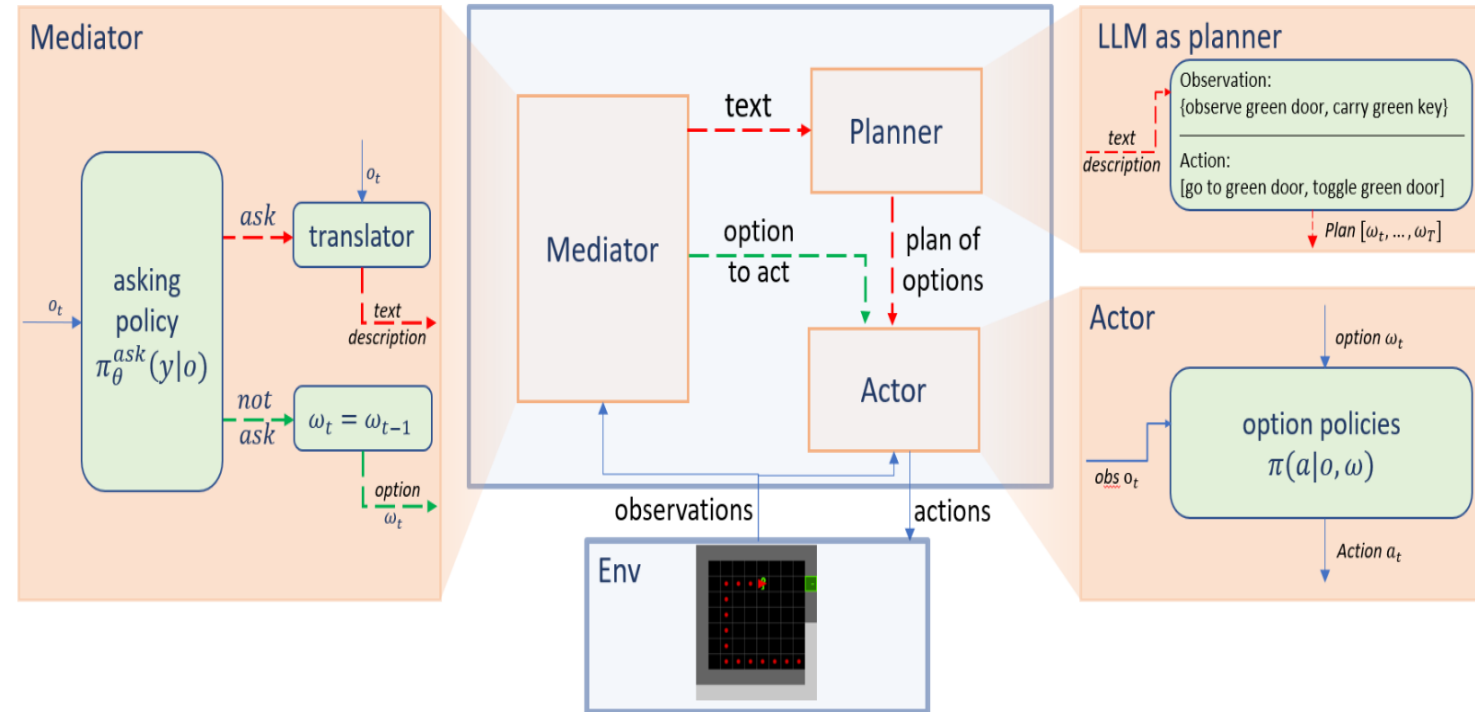 Mediator
o_t
asking
policy
π_θ^{ask}(y|o)
ask
o_t
translator
text
description
not
ask
ω_t = ω_{t−1}
option
ω_t
Mediator
text
Planner
option
to act
plan of
options
Actor
observations
actions
Env
LLM as planner
text
description
Observation:
{observe green door, carry green key}
Action:
[go to green door, toggle green door]
Plan [ω_t, ..., ω_T]
Actor
option ω_t
obs o_t
option policies
π(a|o, ω)
Action a_t